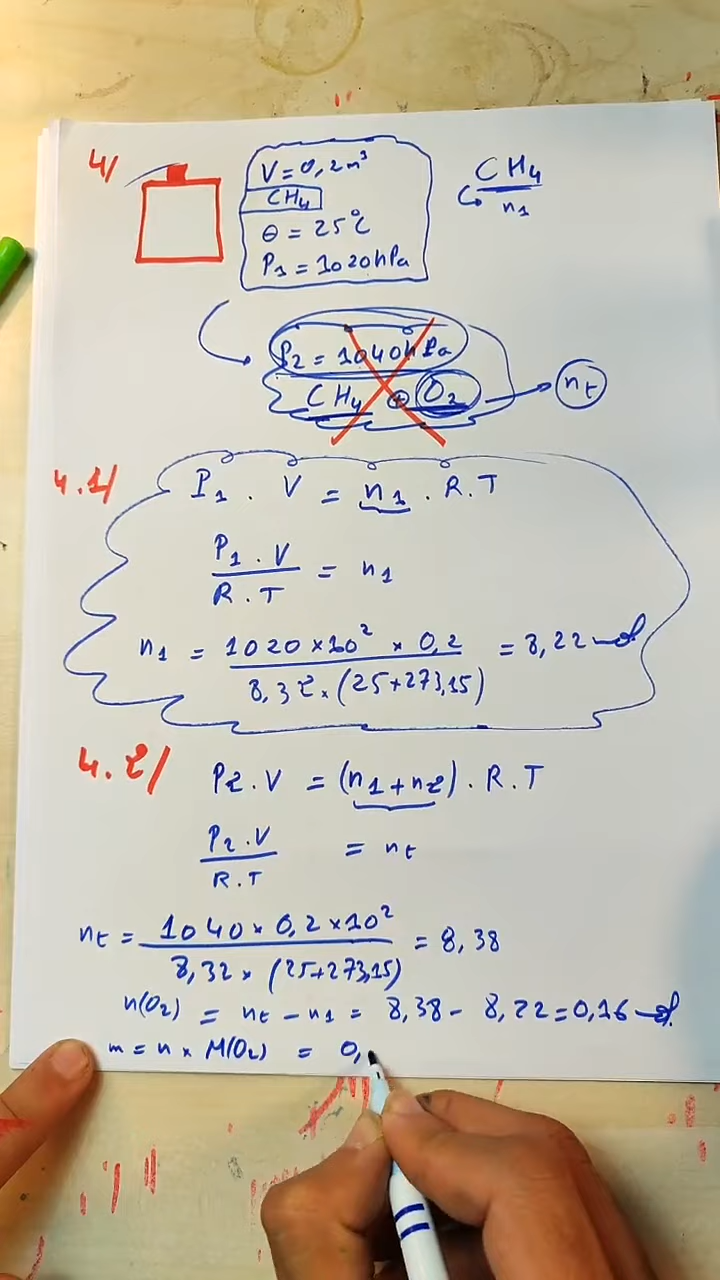 4/
V = 0,2 m³
CH₄
θ = 25°C
P₁ = 1020 hPa
CH₄
n₁
P₂ = 1040 hPa
CH₄ + O₂
nt
4.1/
P₁ . V = n₁ . R.T
P₁ . V / R . T = n₁
n₁ = 1020 × 10² × 0,2 / 8,32 × (25+273,15) = 8,22 mol
4.2/
P₂.V = (n₁ + n₂) . R.T
P₂.V / R.T = nt
nt = 1040 × 0,2 × 10² / 8,32 × (25+273,15) = 8,38
n(O₂) = nt - n₁ = 8,38 - 8,22 = 0,16 mol.
m = n × M(O₂) = 0,